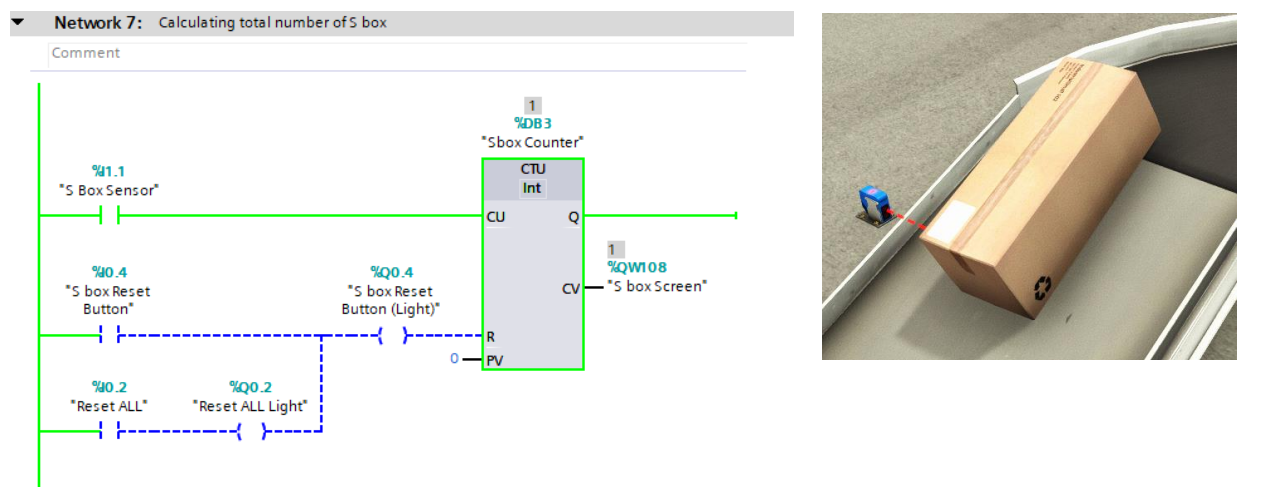 Network 7: Calculating total number of S box
Comment
1
%DB3
"Sbox Counter"
CTU
Int
%I1.1
"S Box Sensor"
CU
Q
1
%QW108
CV
"S box Screen"
%I0.4
"S box Reset
Button"
%Q0.4
"S box Reset
Button (Light)"
R
0
PV
%I0.2
"Reset ALL"
%Q0.2
"Reset ALL Light"